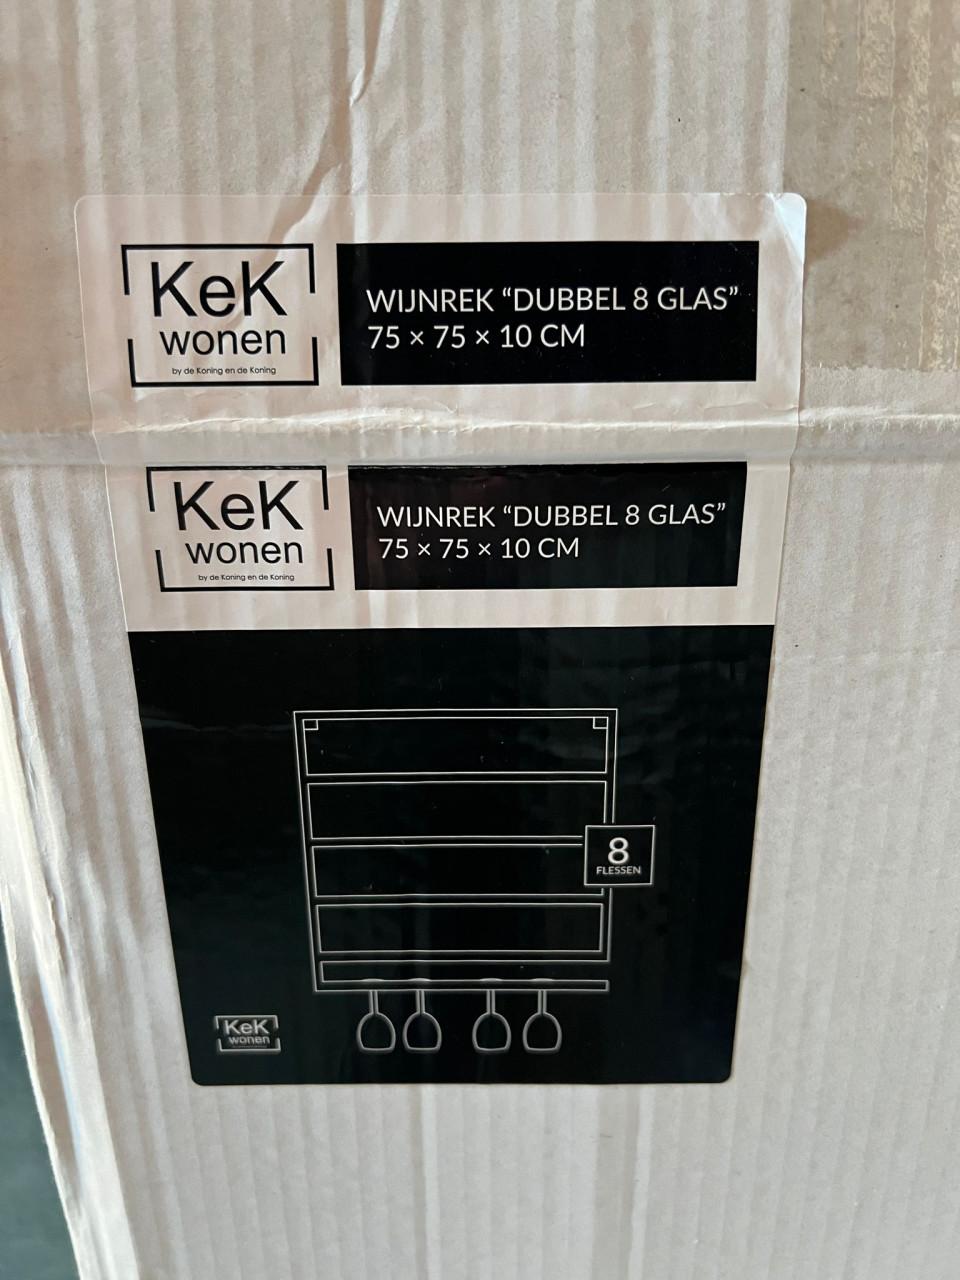 KeK
wonen
by de Koning en de Koning
WIJNREK “DUBBEL 8 GLAS”
75 × 75 × 10 CM
KeK
wonen
by de Koning en de Koning
WIJNREK “DUBBEL 8 GLAS”
75 × 75 × 10 CM
8
FLESSEN
KeK
wonen